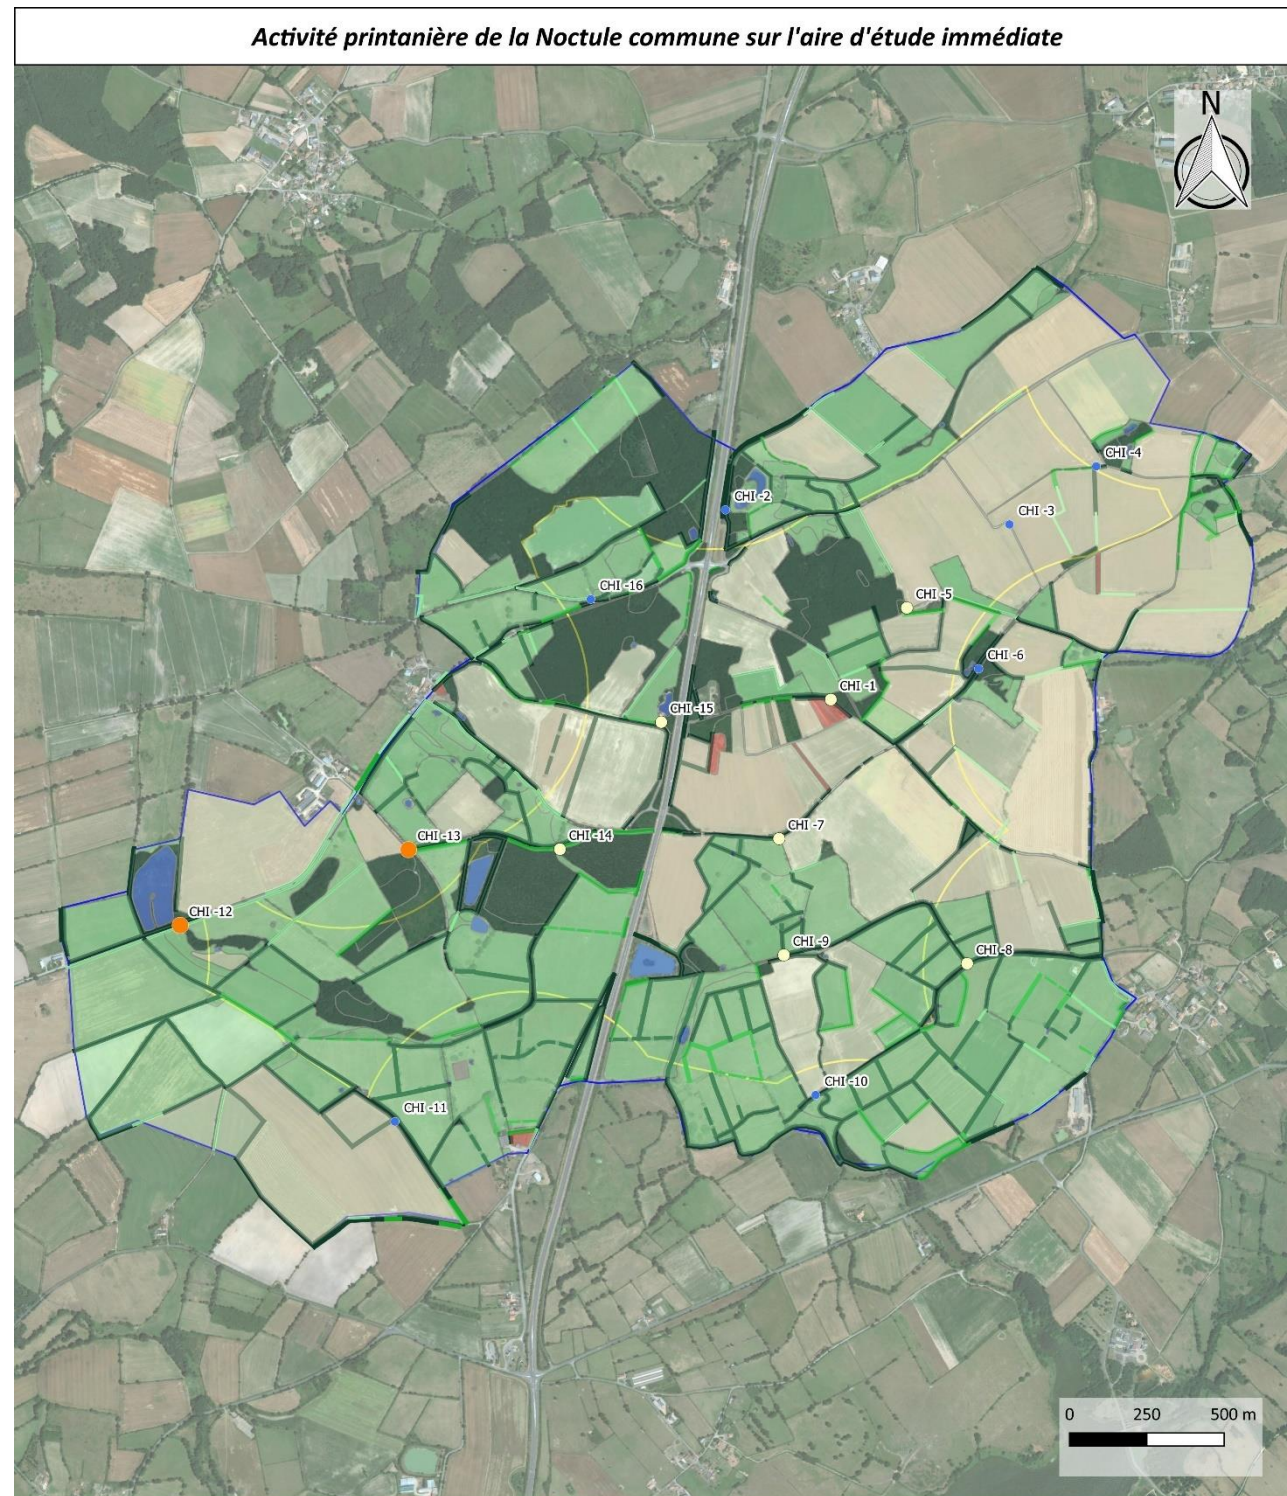 Activité printanière de la Noctule commune sur l'aire d'étude immédiate
N
CHI -4
CHI -2
CHI -3
CHI -16
CHI -5
CHI -6
CHI -1
CHI -15
CHI -13
CHI -14
CHI -7
CHI -12
CHI -9
CHI -8
CHI -10
CHI -11
0 250 500 m